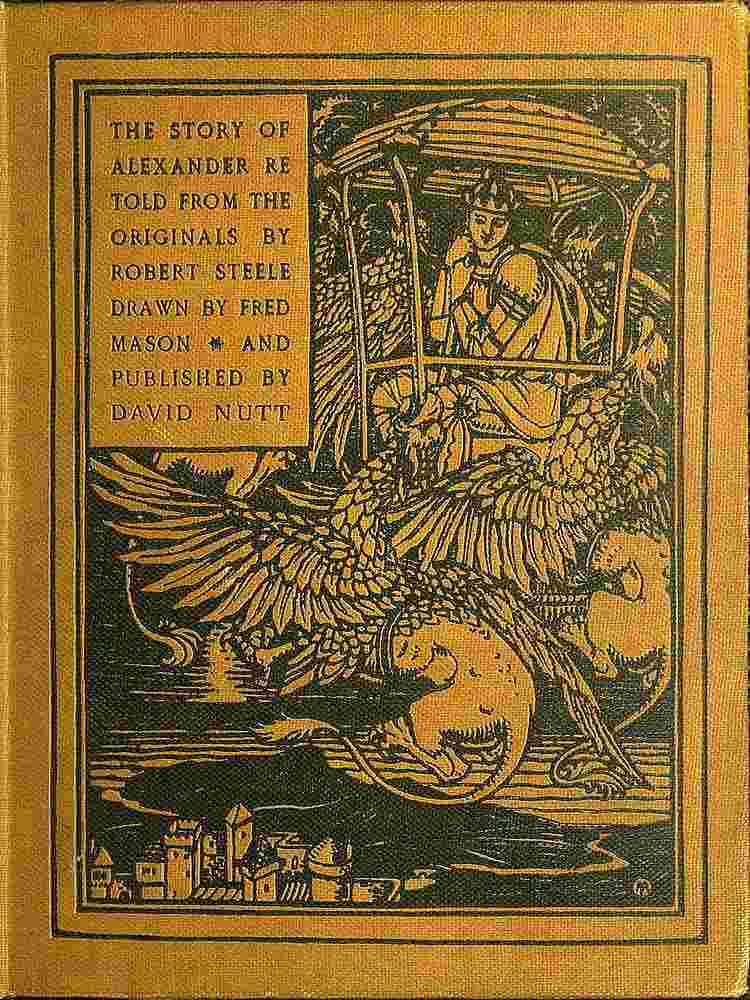 THE STORY OF
ALEXANDER RE
TOLD FROM THE
ORIGINALS BY
ROBERT STEELE
DRAWN BY FRED
MASON * AND
PUBLISHED BY
DAVID NUTT